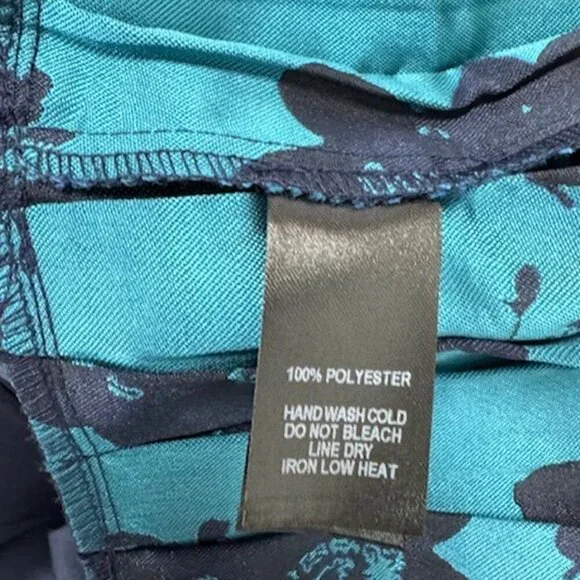 100% POLYESTER
HAND WASH COLD
DO NOT BLEACH
LINE DRY
IRON LOW HEAT